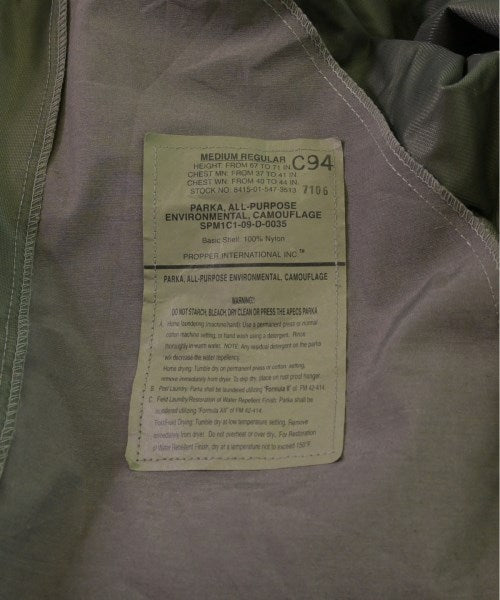 MEDIUM REGULAR C94
HEIGHT: FROM 67 TO 71 IN.
CHEST MN: FROM 37 TO 41 IN.
CHEST WN: FROM 40 TO 44 IN.
STOCK NO. 8415-01-547-3513 7106
PARKA, ALL-PURPOSE
ENVIRONMENTAL, CAMOUFLAGE
SPM1C1-09-D-0035
Basic Shell: 100% Nylon
PROPPER INTERNATIONAL INC.™
PARKA, ALL-PURPOSE ENVIRONMENTAL, CAMOUFLAGE
WARNING!!
DO NOT STARCH, BLEACH, DRY CLEAN OR PRESS THE APECS PARKA
A. Home laundering (machine/hand): Use a permanent press or normal
cotton machine setting, or hand wash using a detergent. Rinse
thoroughly in warm water. NOTE: Any residual detergent on the parka
will decrease the water repellency.
Home drying: Tumble dry on permanent press or cotton setting,
remove immediately from dryer. To drip dry, place on rust proof hanger.
B. Post Laundry: Parka shall be laundered utilizing "Formula II" of FM 42-414.
C. Field Laundry/Restoration of Water Repellent Finish: Parka shall be
laundered utilizing "Formula XII" of FM 42-414.
Post/Field Drying: Tumble dry at low temperature setting. Remove
immediately from dryer. Do not overheat or over dry. For Restoration
of Water Repellent Finish, dry at a temperature not to exceed 150°F.